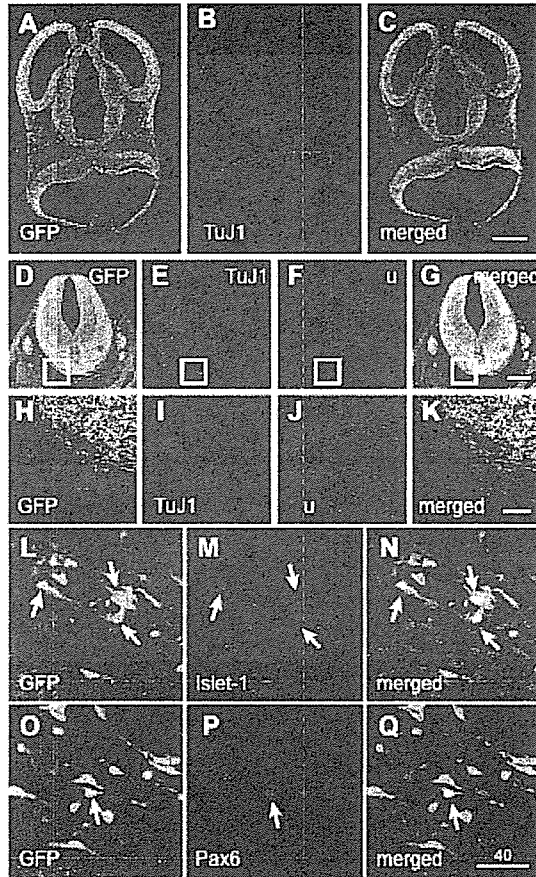 A B C
GFP TuJ1 merged
D GFP E TuJ1 F u G merged
H I J K
GFP TuJ1 u merged
L M N
GFP Islet-1 merged
O P Q
40
GFP Pax6 merged